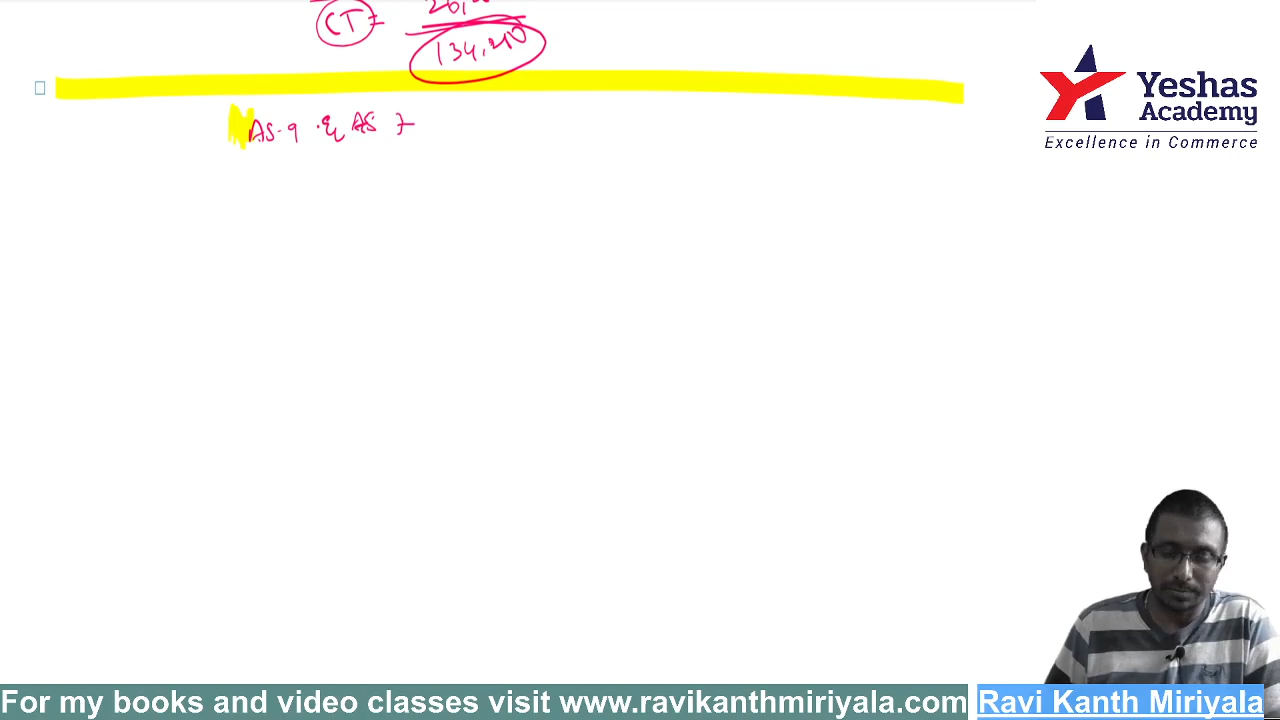 CT =
134,210
AS-9 & AS 7
Yeshas
Academy
Excellence in Commerce
For my books and video classes visit www.ravikanthmiriyala.com Ravi Kanth Miriyala